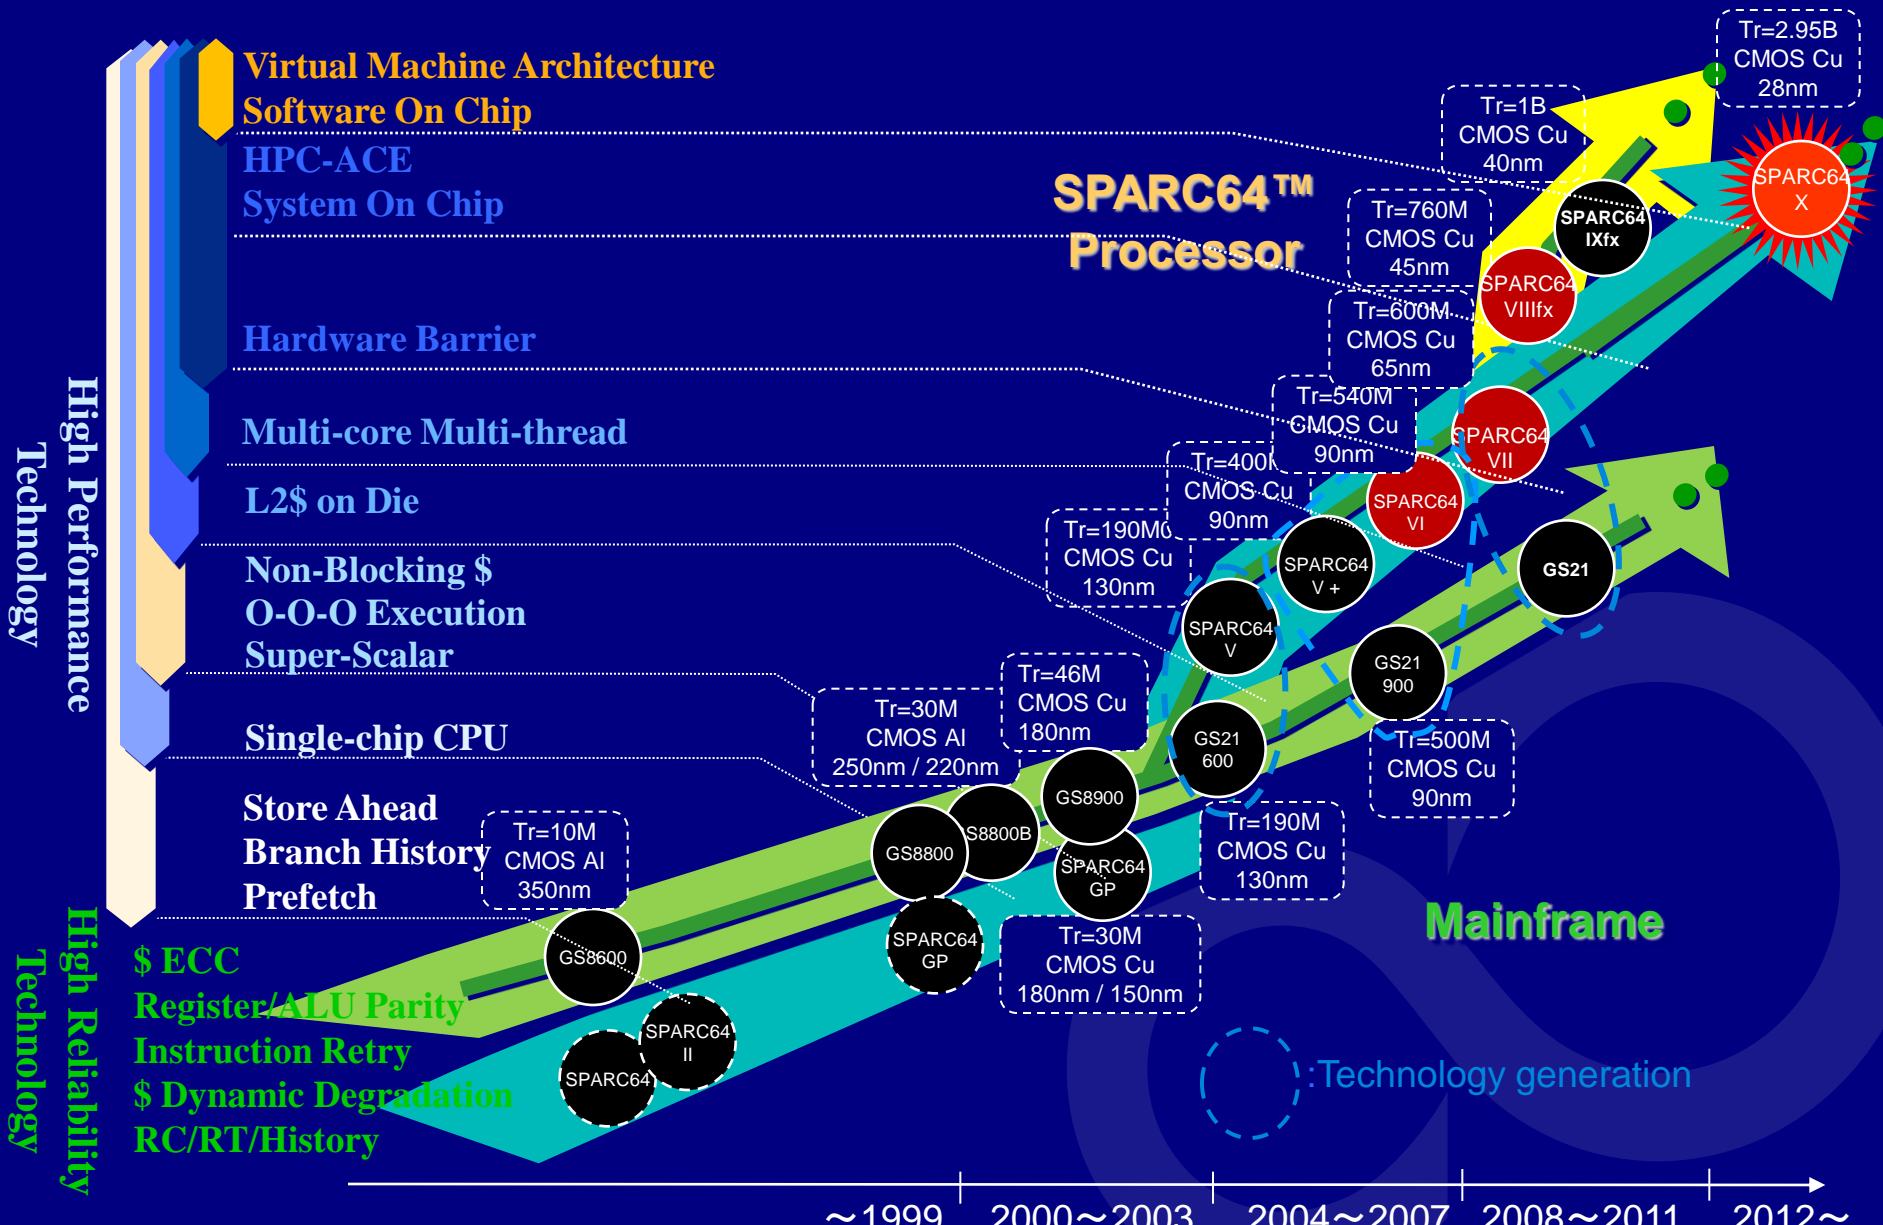 Virtual Machine Architecture
Software On Chip
HPC-ACE
System On Chip
Hardware Barrier
Multi-core Multi-thread
L2$ on Die
Non-Blocking $
O-O-O Execution
Super-Scalar
Single-chip CPU
Store Ahead
Branch History
Prefetch
High Performance
Technology
$ ECC
Register/ALU Parity
Instruction Retry
$ Dynamic Degradation
RC/RT/History
High Reliability
Technology
SPARC64™
Processor
Mainframe
Tr=2.95B
CMOS Cu
28nm
Tr=1B
CMOS Cu
40nm
Tr=760M
CMOS Cu
45nm
Tr=600M
CMOS Cu
65nm
Tr=540M
CMOS Cu
90nm
Tr=400M
CMOS Cu
90nm
Tr=190M
CMOS Cu
130nm
Tr=46M
CMOS Cu
180nm
Tr=30M
CMOS Al
250nm / 220nm
Tr=10M
CMOS Al
350nm
Tr=500M
CMOS Cu
90nm
Tr=190M
CMOS Cu
130nm
Tr=30M
CMOS Cu
180nm / 150nm
SPARC64
X
SPARC64
IXfx
SPARC64
VIIIfx
SPARC64
VII
SPARC64
VI
SPARC64
V +
SPARC64
V
GS21
GS21
900
GS21
600
GS8900
GS8800B
GS8800
SPARC64
GP
SPARC64
GP
GS8600
SPARC64
II
SPARC64
:Technology generation
～1999
2000～2003
2004～2007
2008～2011
2012～